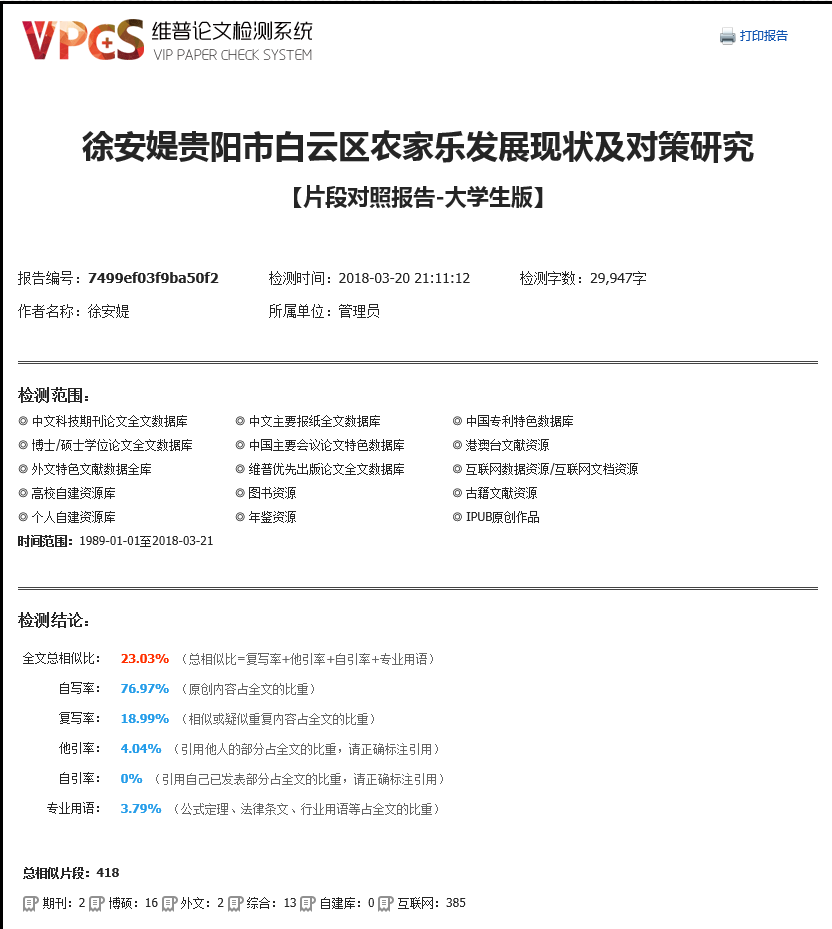 VPCS 维普论文检测系统
VIP PAPER CHECK SYSTEM
打印报告
徐安媞贵阳市白云区农家乐发展现状及对策研究
【片段对照报告-大学生版】
报告编号：7499ef03f9ba50f2 检测时间：2018-03-20 21:11:12 检测字数：29,947字
作者名称：徐安媞 所属单位：管理员
检测范围：
◎ 中文科技期刊论文全文数据库 ◎ 中文主要报纸全文数据库 ◎ 中国专利特色数据库
◎ 博士/硕士学位论文全文数据库 ◎ 中国主要会议论文特色数据库 ◎ 港澳台文献资源
◎ 外文特色文献数据全库 ◎ 维普优先出版论文全文数据库 ◎ 互联网数据资源/互联网文档资源
◎ 高校自建资源库 ◎ 图书资源 ◎ 古籍文献资源
◎ 个人自建资源库 ◎ 年鉴资源 ◎ IPUB原创作品
时间范围：1989-01-01至2018-03-21
检测结论：
全文总相似比： 23.03% （总相似比=复写率+他引率+自引率+专业用语）
自写率： 76.97% （原创内容占全文的比重）
复写率： 18.99% （相似或疑似重复内容占全文的比重）
他引率： 4.04% （引用他人的部分占全文的比重，请正确标注引用）
自引率： 0% （引用自己已发表部分占全文的比重，请正确标注引用）
专业用语： 3.79% （公式定理、法律条文、行业用语等占全文的比重）
总相似片段：418
期刊：2 博硕：16 外文：2 综合：13 自建库：0 互联网：385